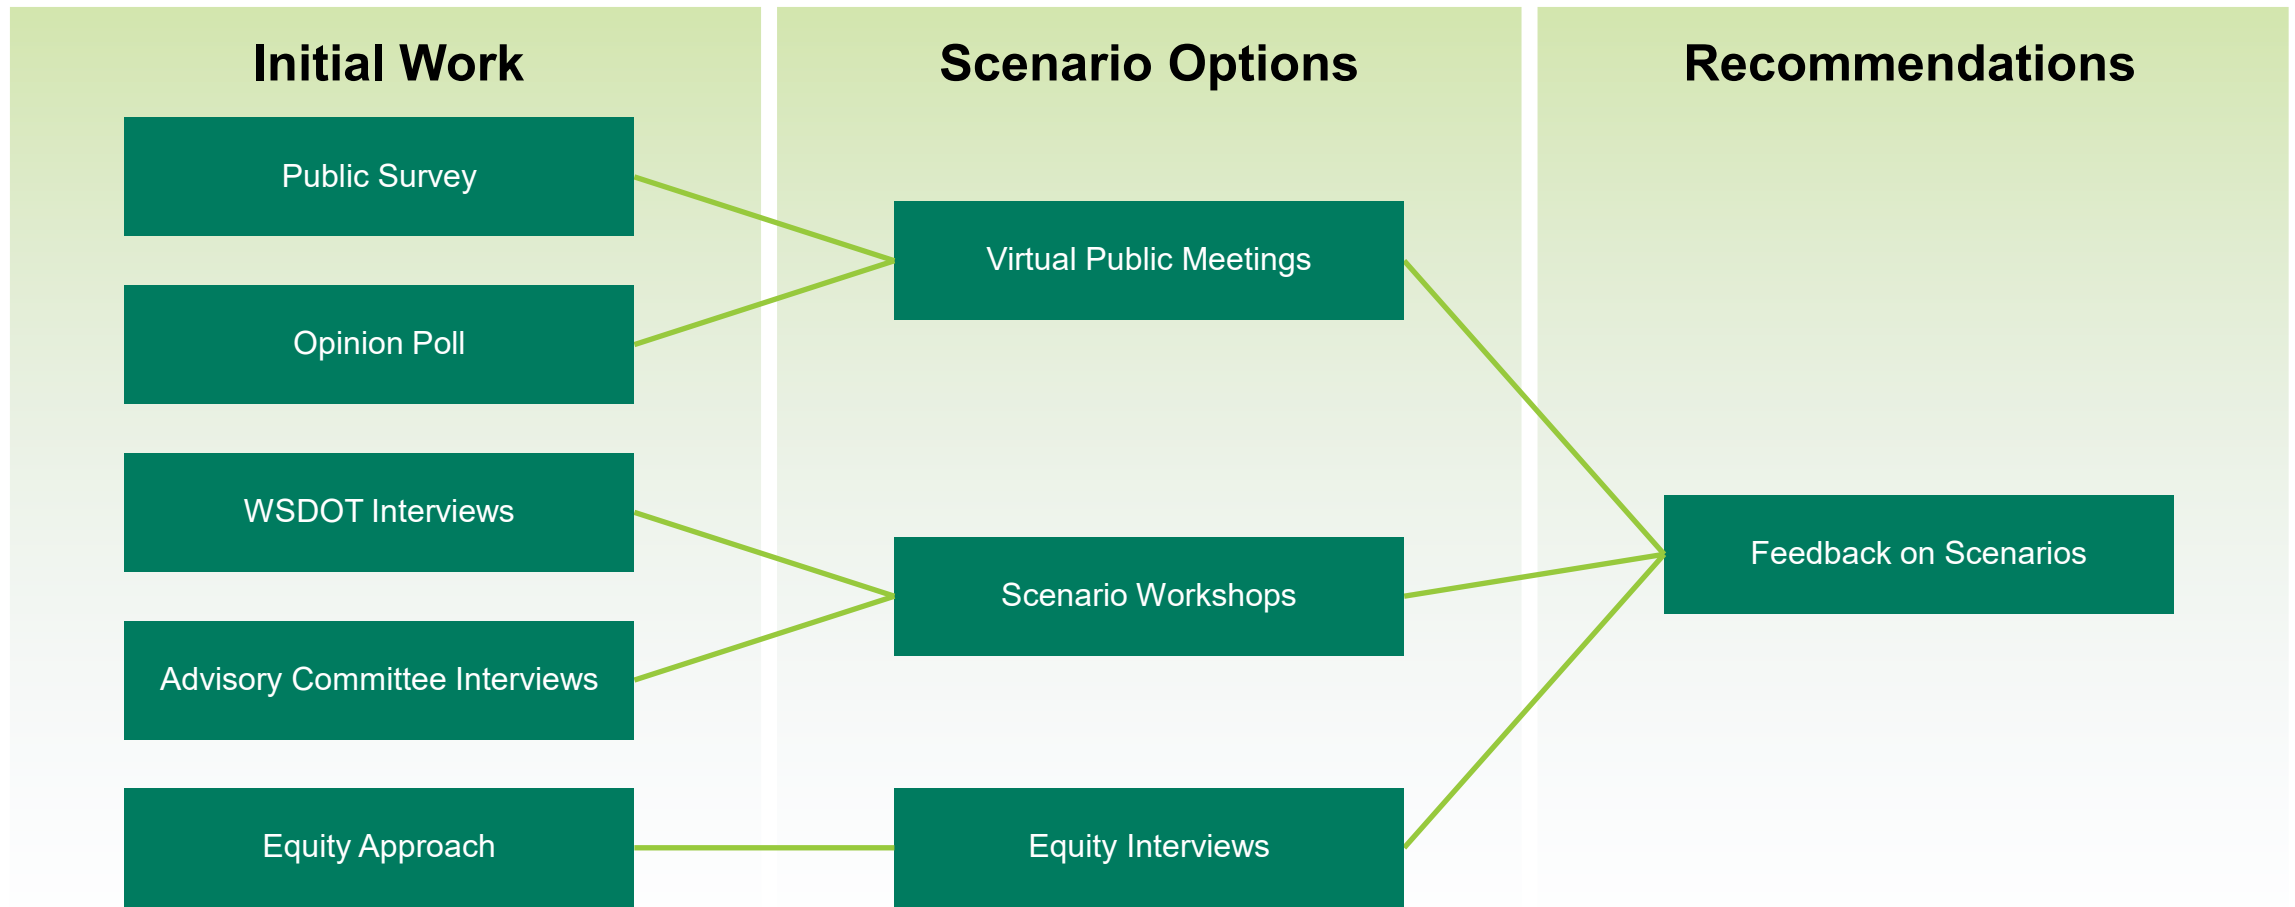 Initial Work
Public Survey
Opinion Poll
WSDOT Interviews
Advisory Committee Interviews
Equity Approach
Scenario Options
Virtual Public Meetings
Scenario Workshops
Equity Interviews
Recommendations
Feedback on Scenarios